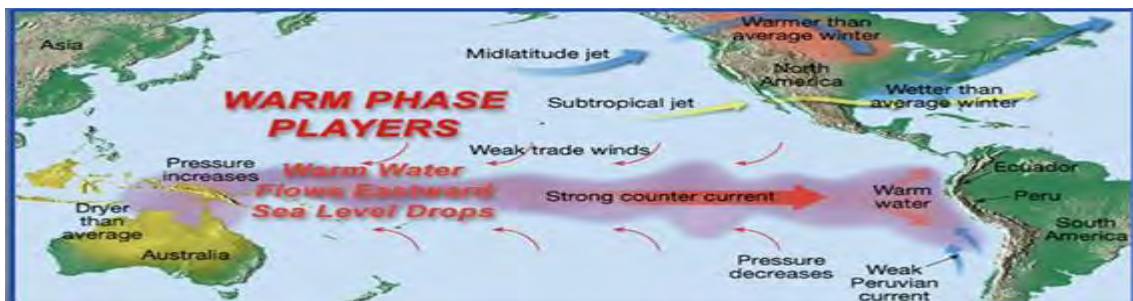 Asia
Midlatitude jet
Warmer than
average winter
North
America
Subtropical jet
Wetter than
average winter
WARM PHASE
PLAYERS
Weak trade winds
Pressure
increases
Warm Water
Flows Eastward
Sea Level Drops
Strong counter current
Warm
water
Ecuador
Peru
South
America
Dryer
than
average
Australia
Pressure
decreases
Weak
Peruvian
current